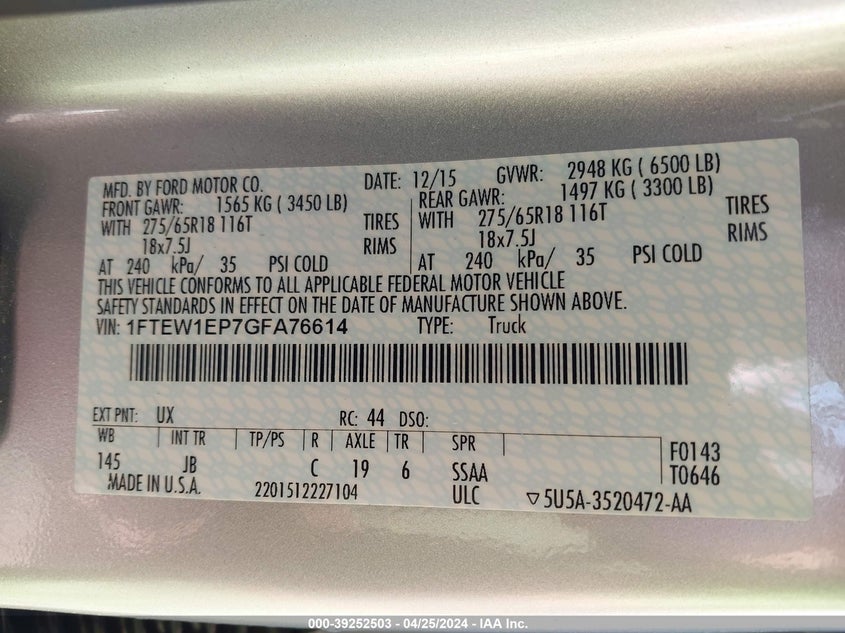 MFD. BY FORD MOTOR CO. DATE: 12/15 GVWR: 2948 KG ( 6500 LB)
FRONT GAWR: 1565 KG ( 3450 LB) REAR GAWR: 1497 KG ( 3300 LB)
WITH 275/65R18 116T TIRES WITH 275/65R18 116T TIRES
18x7.5J RIMS 18x7.5J RIMS
AT 240 kPa/ 35 PSI COLD AT 240 kPa/ 35 PSI COLD
THIS VEHICLE CONFORMS TO ALL APPLICABLE FEDERAL MOTOR VEHICLE
SAFETY STANDARDS IN EFFECT ON THE DATE OF MANUFACTURE SHOWN ABOVE.
VIN: 1FTEW1EP7GFA76614 TYPE: Truck
EXT PNT: UX RC: 44 DSO:
WB INT TR TP/PS R AXLE TR SPR F0143
145 JB C 19 6 SSAA T0646
MADE IN U.S.A. 2201512227104 ULC ▽5U5A-3520472-AA
000-39252503 - 04/25/2024 - IAA Inc.